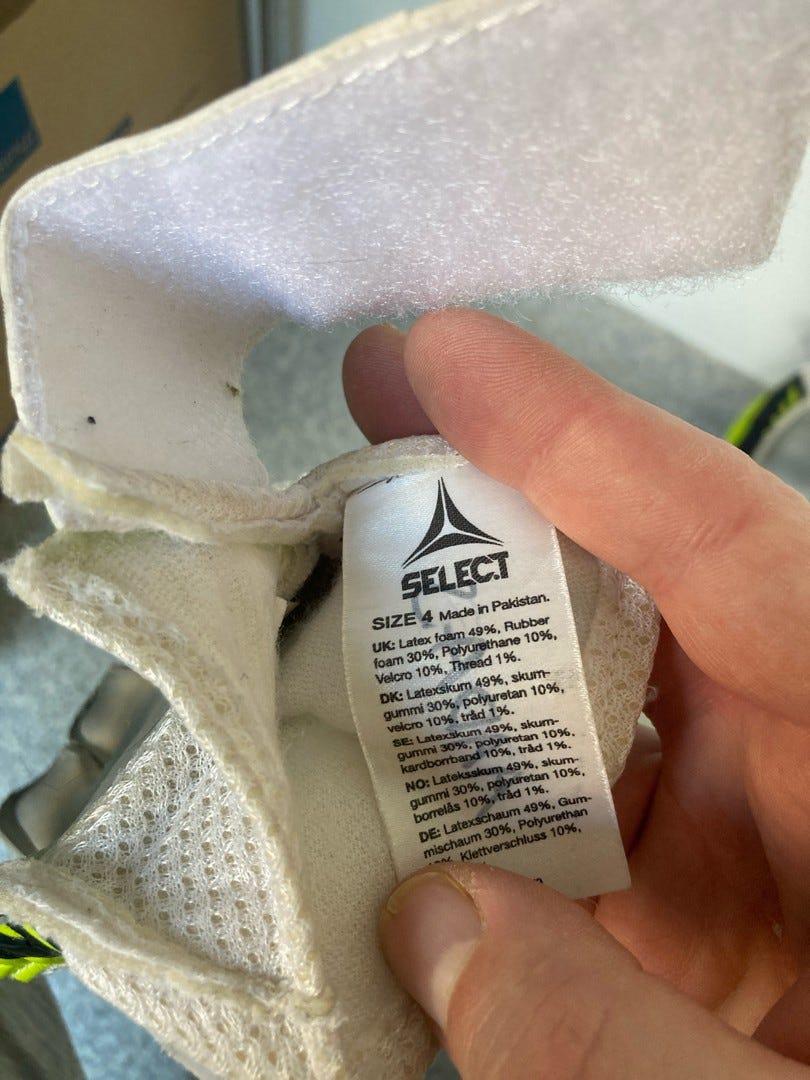 SELECT
SIZE 4 Made in Pakistan.
UK: Latex foam 49%, Rubber
foam 30%, Polyurethane 10%,
Velcro 10%, Thread 1%.
DK: Latexskum 49%, skum-
gummi 30%, polyuretan 10%,
velcro 10%, tråd 1%.
SE: Latexskum 49%, skum-
gummi 30%, polyuretan 10%.
kardborrband 10%, tråd 1%.
NO: Lateksskum 49%, skum-
gummi 30%, polyuretan 10%,
borrelås 10%, tråd 1%.
DE: Latexschaum 49%, Gum-
mischaum 30%, Polyurethan
10%, Klettverschluss 10%,